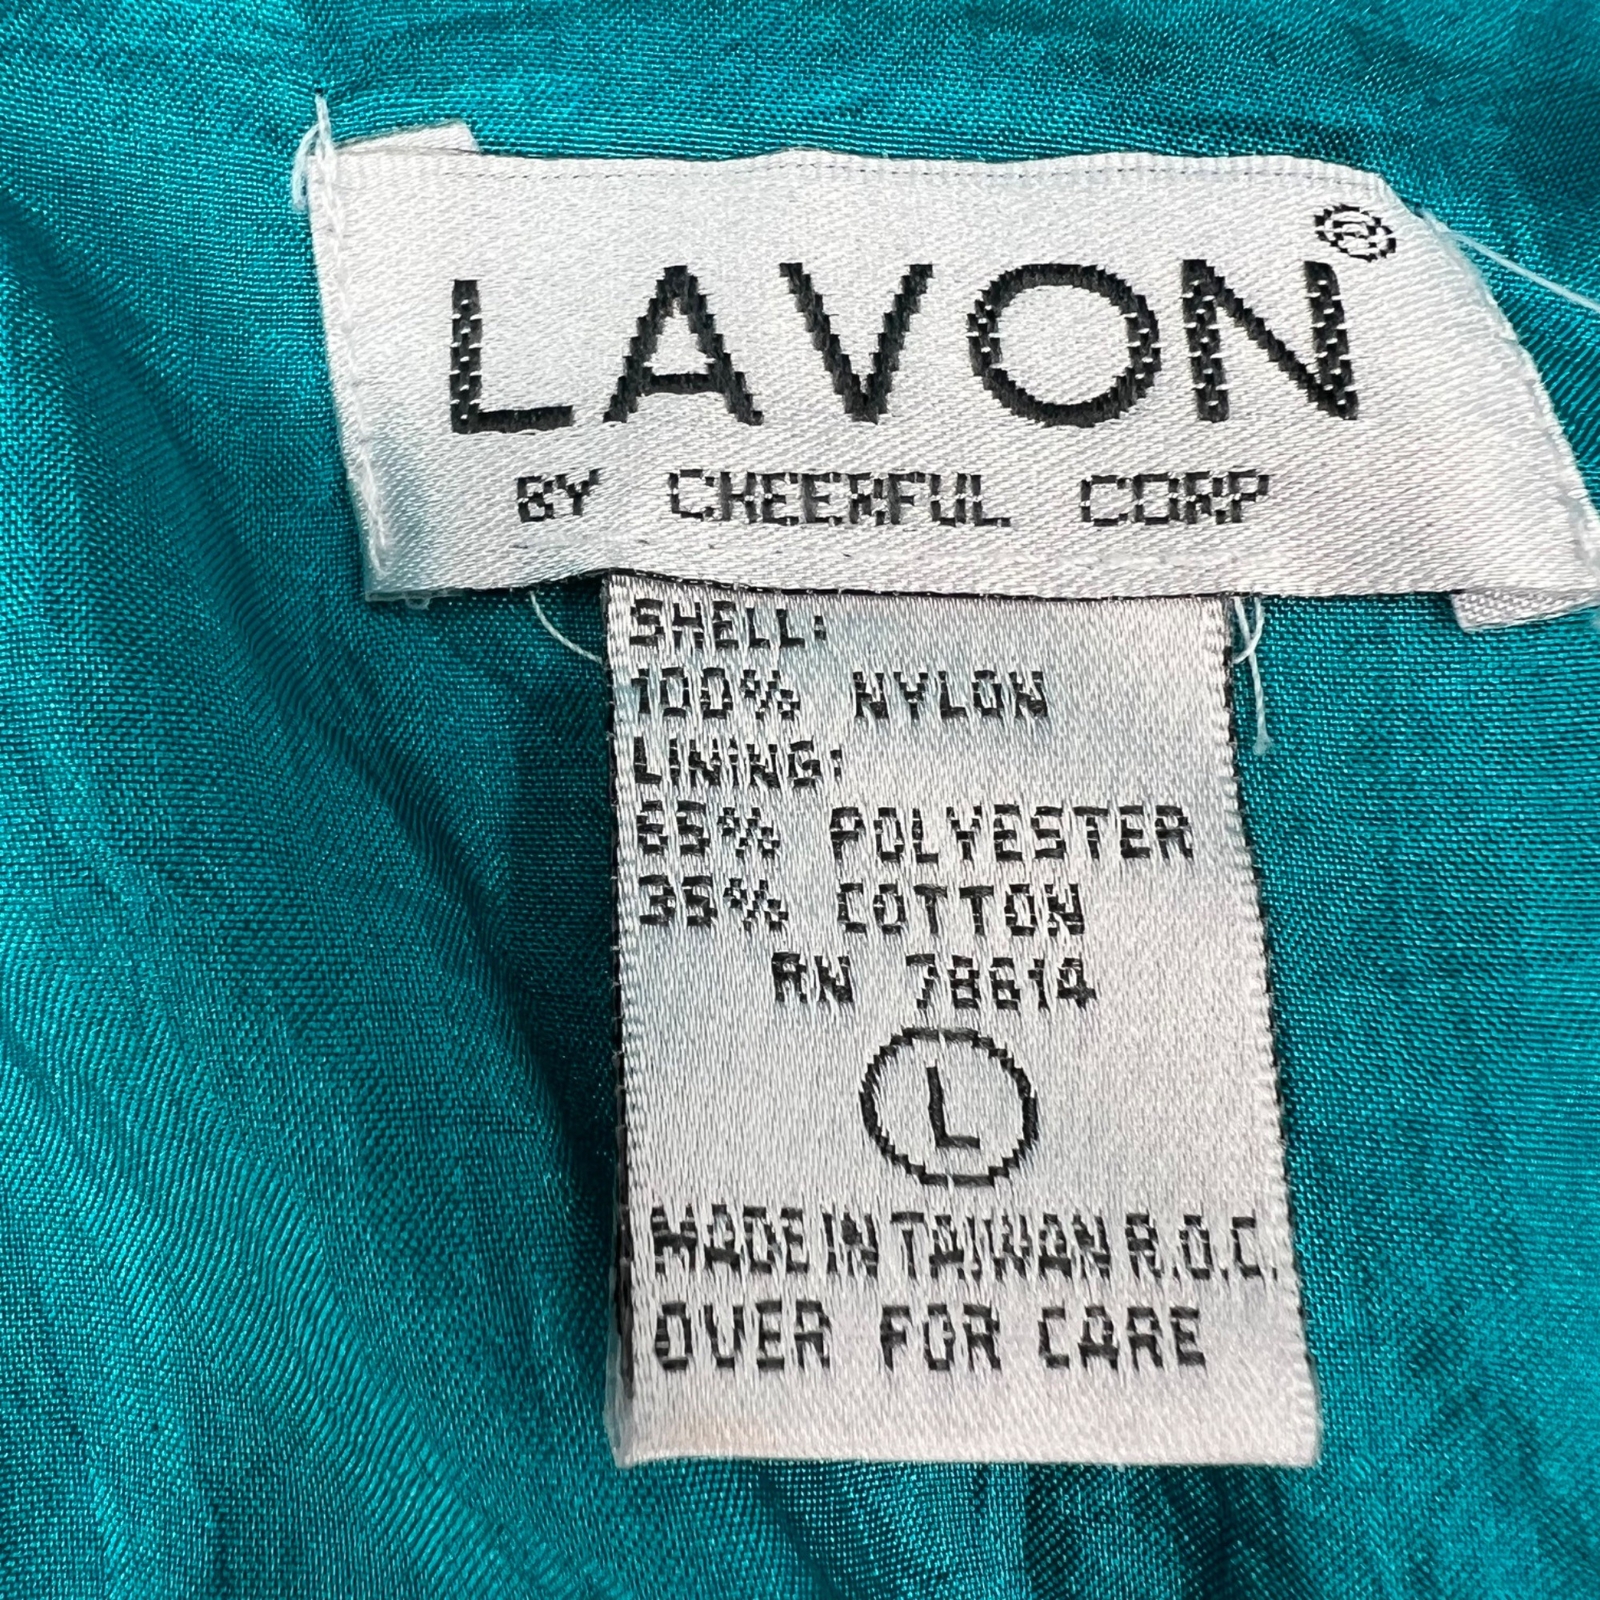 LAVON®
BY CHEERFUL CORP
SHELL:
100% NYLON
LINING:
65% POLYESTER
35% COTTON
RN 78614
L
MADE IN TAIWAN R.O.C.
OVER FOR CARE